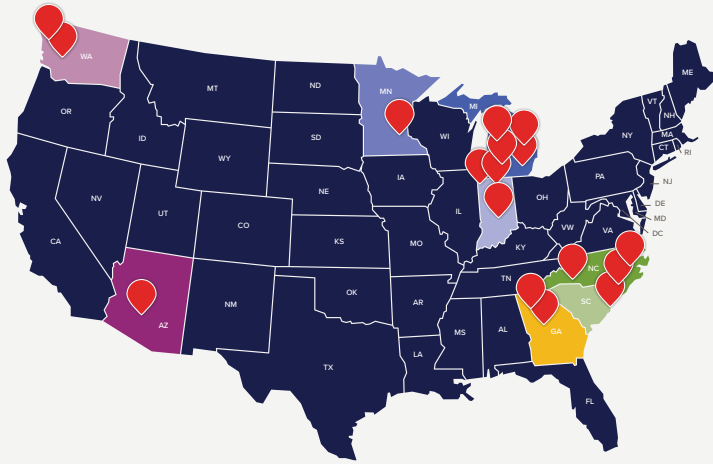 WA
MT
ND
MN
MI
ME
VT
NH
OR
ID
SD
WI
NY
MA
CT
RI
WY
NE
IA
PA
NJ
NV
UT
CO
IL
OH
DE
MD
DC
CA
KS
MO
KY
VW
VA
AZ
NM
OK
AR
TN
NC
SC
MS
AL
GA
TX
LA
FL